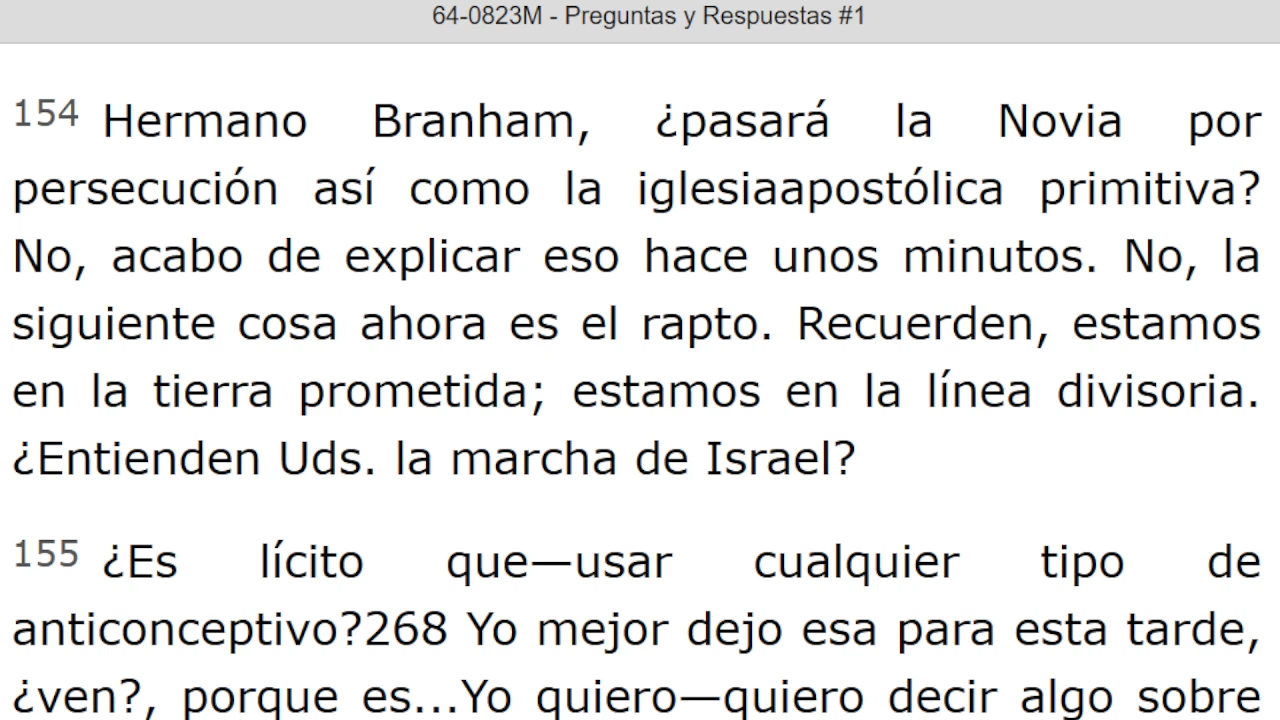 64-0823M - Preguntas y Respuestas #1
154 Hermano Branham, ¿pasará la Novia por
persecución así como la iglesiaapostólica primitiva?
No, acabo de explicar eso hace unos minutos. No, la
siguiente cosa ahora es el rapto. Recuerden, estamos
en la tierra prometida; estamos en la línea divisoria.
¿Entienden Uds. la marcha de Israel?
155 ¿Es lícito que—usar cualquier tipo de
anticonceptivo?268 Yo mejor dejo esa para esta tarde,
¿ven?, porque es...Yo quiero—quiero decir algo sobre